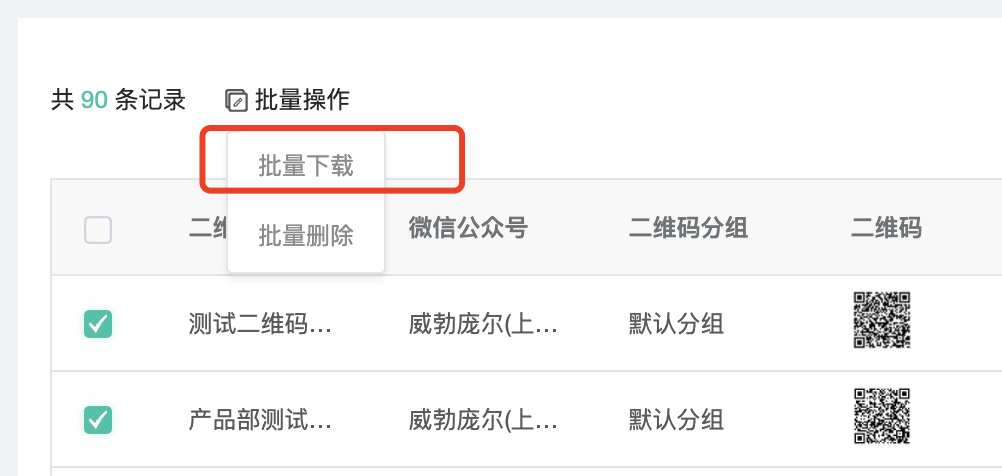 共 90 条记录 批量操作
批量下载
二维 微信公众号 二维码分组 二维码
批量删除
测试二维码... 威勃庞尔(上... 默认分组
产品部测试... 威勃庞尔(上... 默认分组